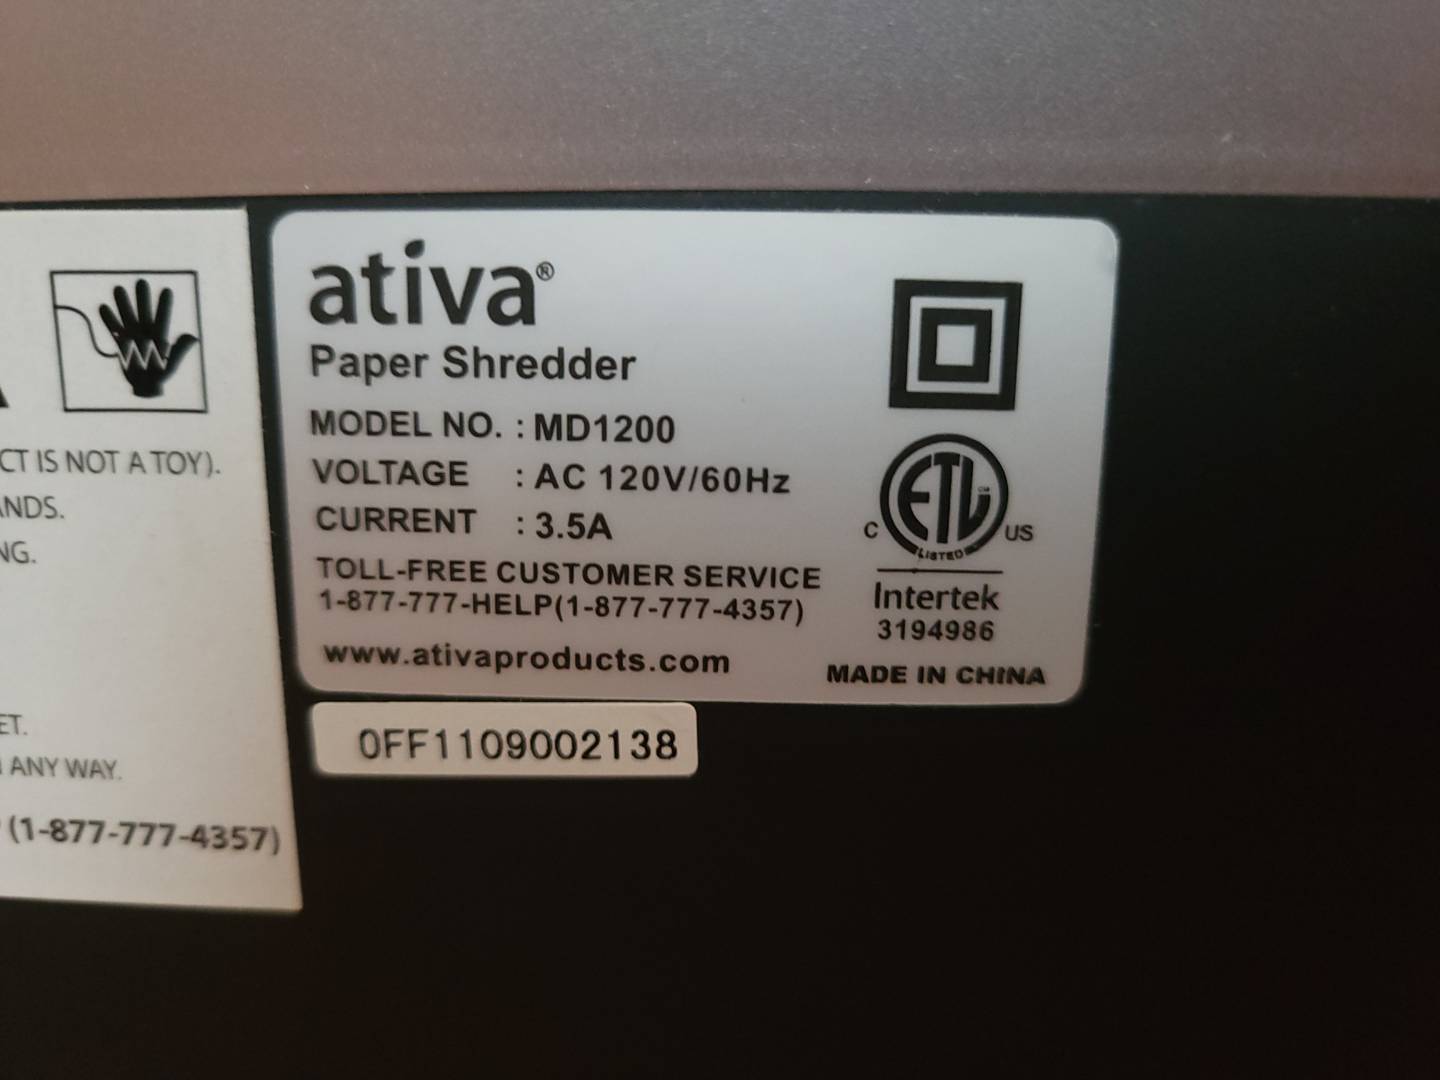 CT IS NOT A TOY).
ANDS.
NG.
ET.
ANY WAY.
(1-877-777-4357)
ativa®
Paper Shredder
MODEL NO. : MD1200
VOLTAGE : AC 120V/60Hz
CURRENT : 3.5A
TOLL-FREE CUSTOMER SERVICE
1-877-777-HELP(1-877-777-4357)
www.ativaproducts.com
ETL
C US
LISTED
Intertek
3194986
MADE IN CHINA
0FF1109002138